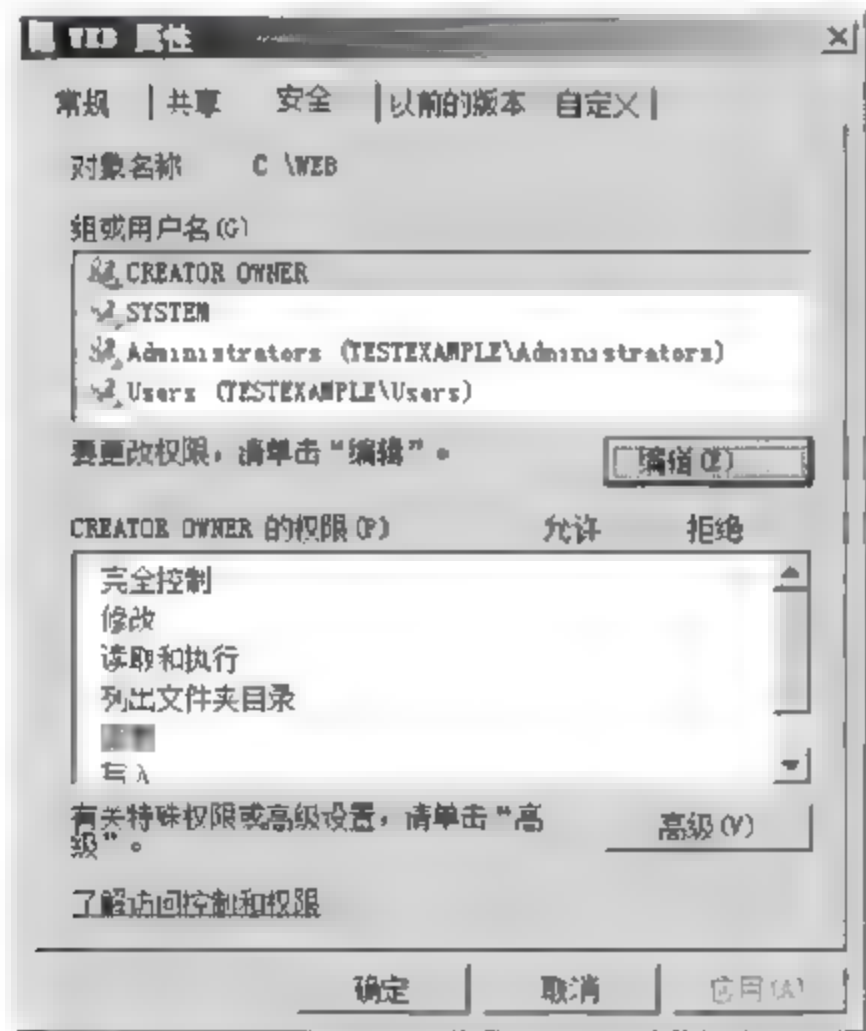 WEB 属性
常规 共享 安全 以前的版本 自定义
对象名称 C \WEB
组或用户名(G)
CREATOR OWNER
SYSTEM
Administrators (TESTEXAMPLE\Administrators)
Users (TESTEXAMPLE\Users)
要更改权限，请单击“编辑”。 编辑(E)
CREATOR OWNER 的权限(P) 允许 拒绝
完全控制
修改
读取和执行
列出文件夹目录
写入
有关特殊权限或高级设置，请单击“高
级”。 高级(V)
了解访问控制和权限
确定 取消 应用(A)